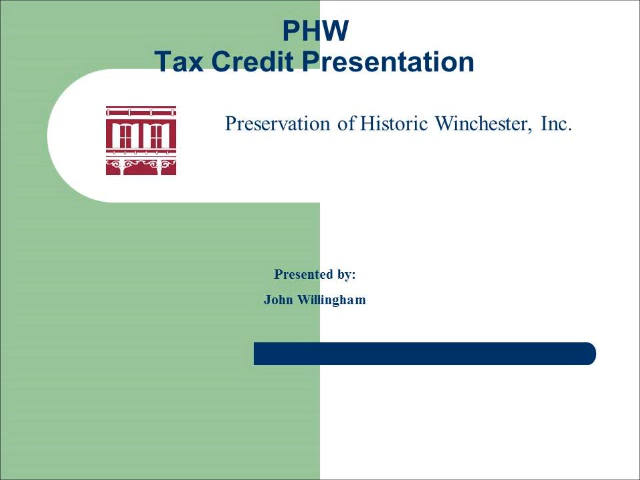 PHW
Tax Credit Presentation
Preservation of Historic Winchester, Inc.
Presented by:
John Willingham